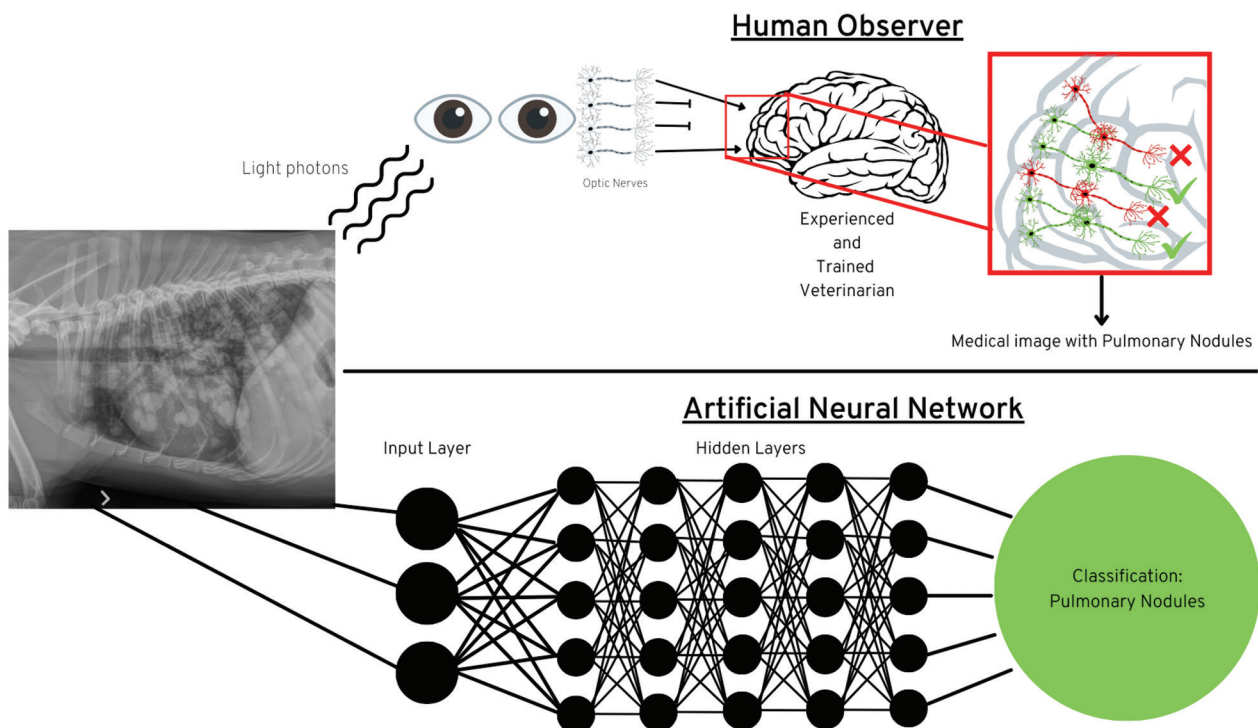 Human Observer
Light photons
Optic Nerves
Experienced
and
Trained
Veterinarian
Medical image with Pulmonary Nodules
Artificial Neural Network
Input Layer
Hidden Layers
Classification:
Pulmonary Nodules